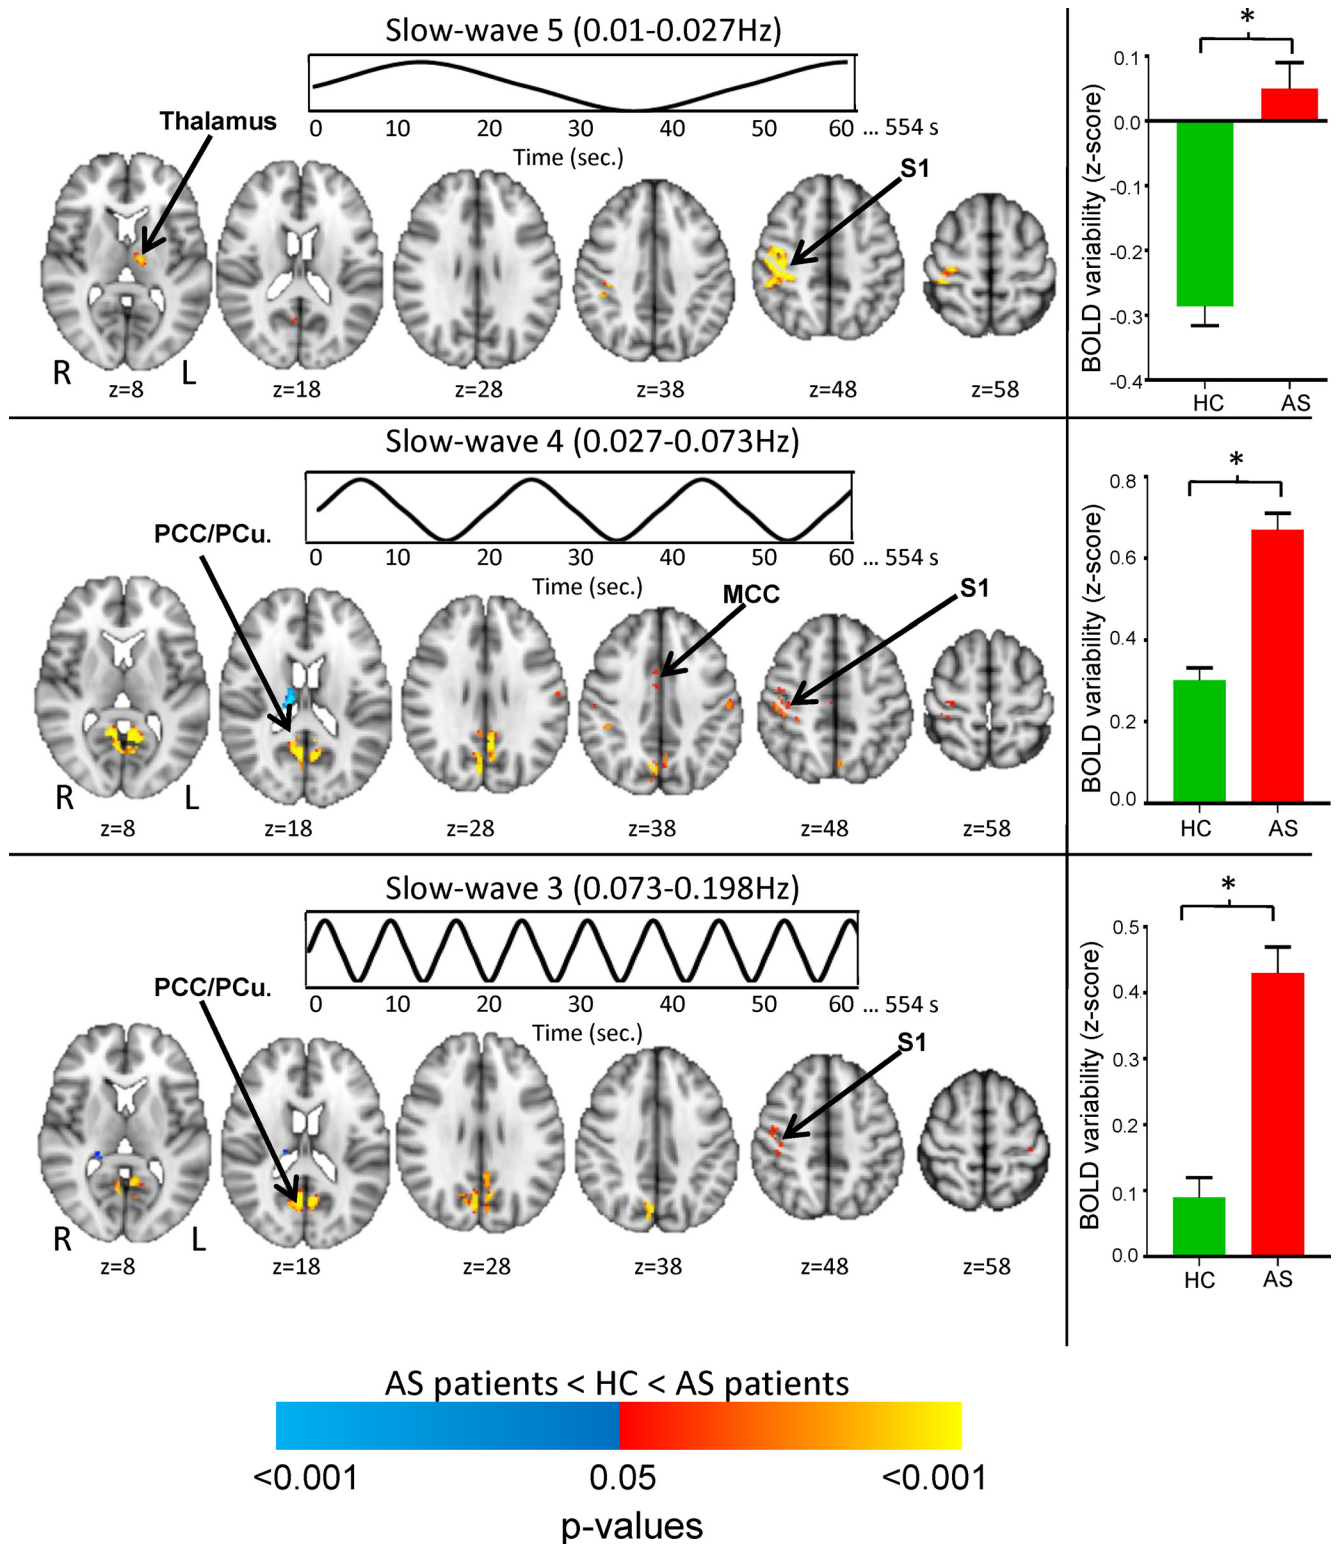 Slow-wave 5 (0.01-0.027Hz)
0 10 20 30 40 50 60 ... 554 s
Time (sec.)
Thalamus
S1
R L
z=8 z=18 z=28 z=38 z=48 z=58
*
BOLD variability (z-score)
0.1
0.0
-0.1
-0.2
-0.3
-0.4
HC AS
Slow-wave 4 (0.027-0.073Hz)
0 10 20 30 40 50 60 ... 554 s
Time (sec.)
PCC/PCu.
MCC
S1
R L
z=8 z=18 z=28 z=38 z=48 z=58
*
BOLD variability (z-score)
0.8
0.6
0.4
0.2
0.0
HC AS
Slow-wave 3 (0.073-0.198Hz)
0 10 20 30 40 50 60 ... 554 s
Time (sec.)
PCC/PCu.
S1
R L
z=8 z=18 z=28 z=38 z=48 z=58
*
BOLD variability (z-score)
0.5
0.4
0.3
0.2
0.1
0.0
HC AS
AS patients < HC < AS patients
<0.001 0.05 <0.001
p-values